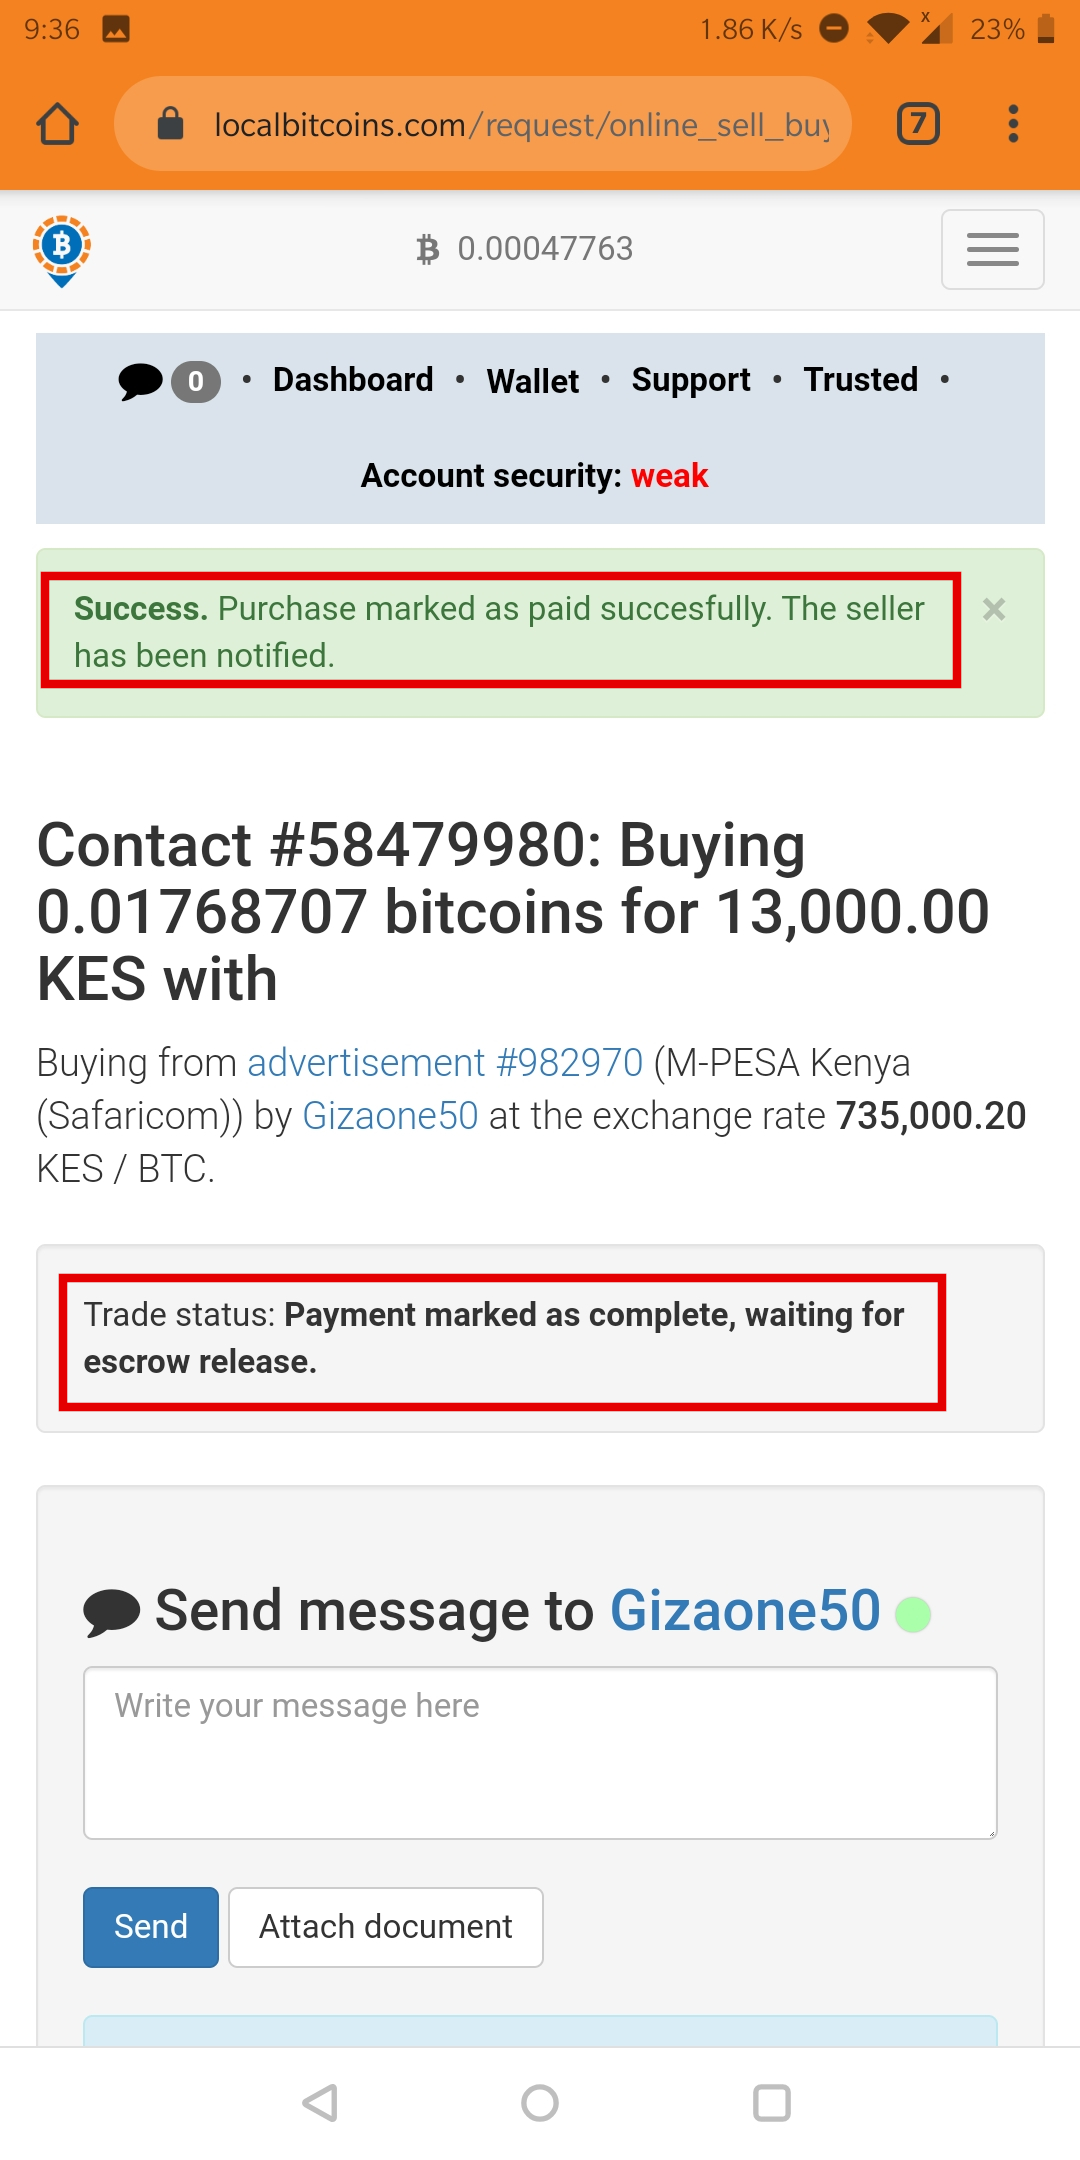 9:36 1.86 K/s x 23%
localbitcoins.com/request/online_sell_buy 7
0.00047763
0 • Dashboard • Wallet • Support • Trusted •
Account security: weak
Success. Purchase marked as paid succesfully. The seller ×
has been notified.
Contact #58479980: Buying
0.01768707 bitcoins for 13,000.00
KES with
Buying from advertisement #982970 (M-PESA Kenya
(Safaricom)) by Gizaone50 at the exchange rate 735,000.20
KES / BTC.
Trade status: Payment marked as complete, waiting for
escrow release.
Send message to Gizaone50
Write your message here
Send Attach document